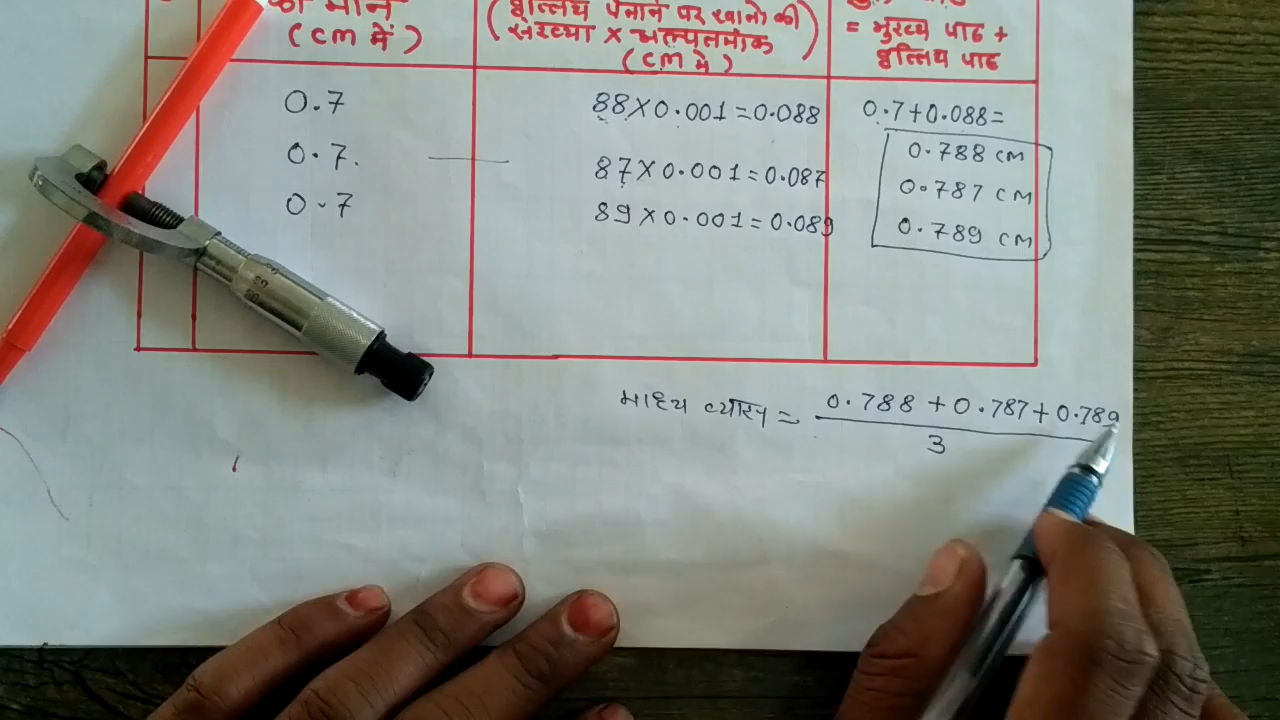 का मान
(cm में)
(वृत्तिय पैमाने पर खानो की
संख्या × अल्पतमांक)
(cm मे)
= मुख्य पाठ +
वृत्तिय पाठ
0.7
88×0.001=0.088
0.7+0.088=
0.788 cm
0.7.
87×0.001=0.087
0.787 cm
0.7
89×0.001=0.089
0.789 cm
माध्य व्यास = 0.788+0.787+0.789
3